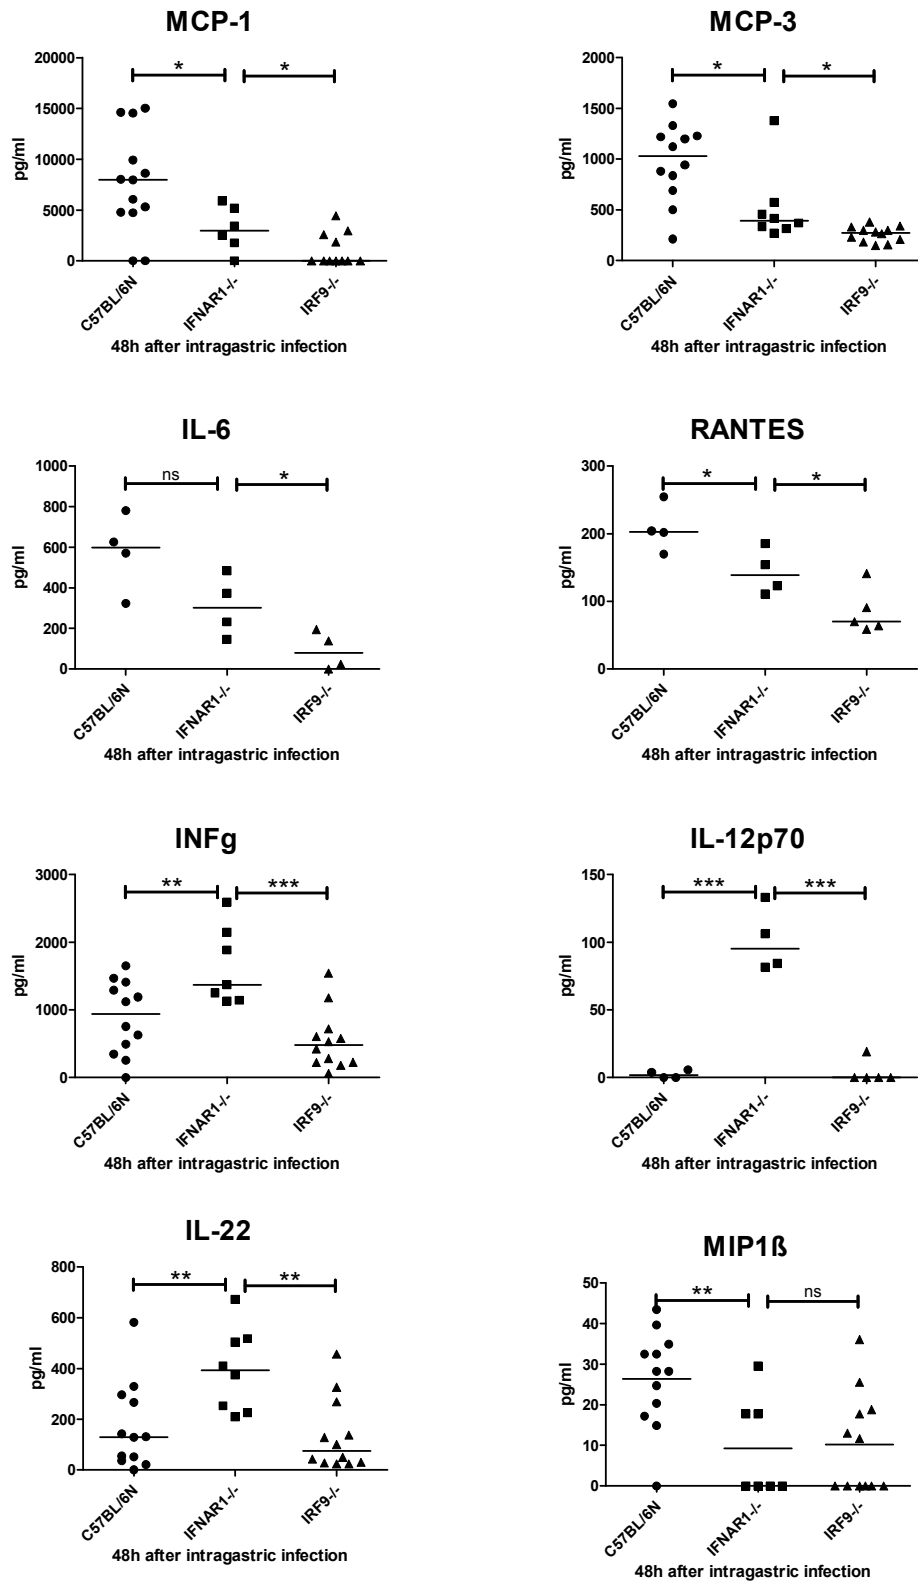 MCP-1
20000
15000
10000
5000
0
pg/ml
* *
C57BL/6N
IFNAR1-/-
IRF9-/-
48h after intragastric infection
MCP-3
2000
1500
1000
500
0
pg/ml
* *
C57BL/6N
IFNAR1-/-
IRF9-/-
48h after intragastric infection
IL-6
1000
800
600
400
200
0
pg/ml
ns *
C57BL/6N
IFNAR1-/-
IRF9-/-
48h after intragastric infection
RANTES
300
200
100
0
pg/ml
* *
C57BL/6N
IFNAR1-/-
IRF9-/-
48h after intragastric infection
INFg
3000
2000
1000
0
pg/ml
** ***
C57BL/6N
IFNAR1-/-
IRF9-/-
48h after intragastric infection
IL-12p70
150
100
50
0
pg/ml
*** ***
C57BL/6N
IFNAR1-/-
IRF9-/-
48h after intragastric infection
IL-22
800
600
400
200
0
pg/ml
** **
C57BL/6N
IFNAR1-/-
IRF9-/-
48h after intragastric infection
MIP1ß
50
40
30
20
10
0
pg/ml
** ns
C57BL/6N
IFNAR1-/-
IRF9-/-
48h after intragastric infection